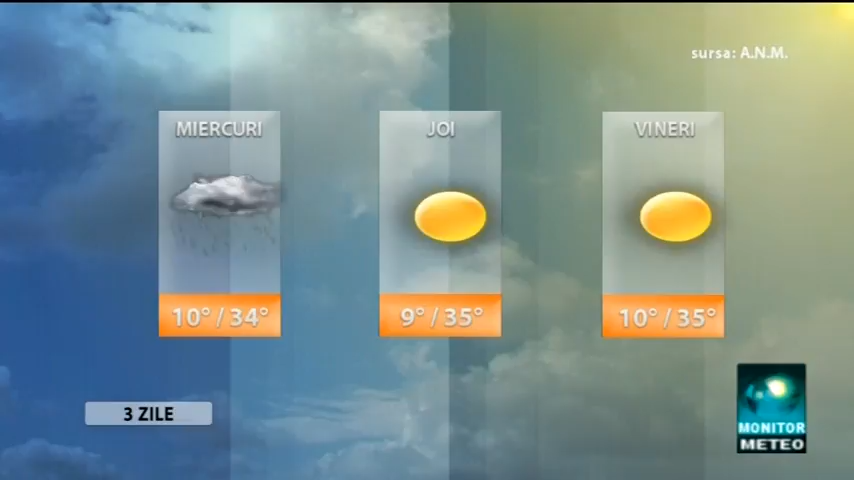 sursa: A.N.M.
MIERCURI
JOI
VINERI
10° / 34°
9° / 35°
10° / 35°
3 ZILE
MONITOR
METEO